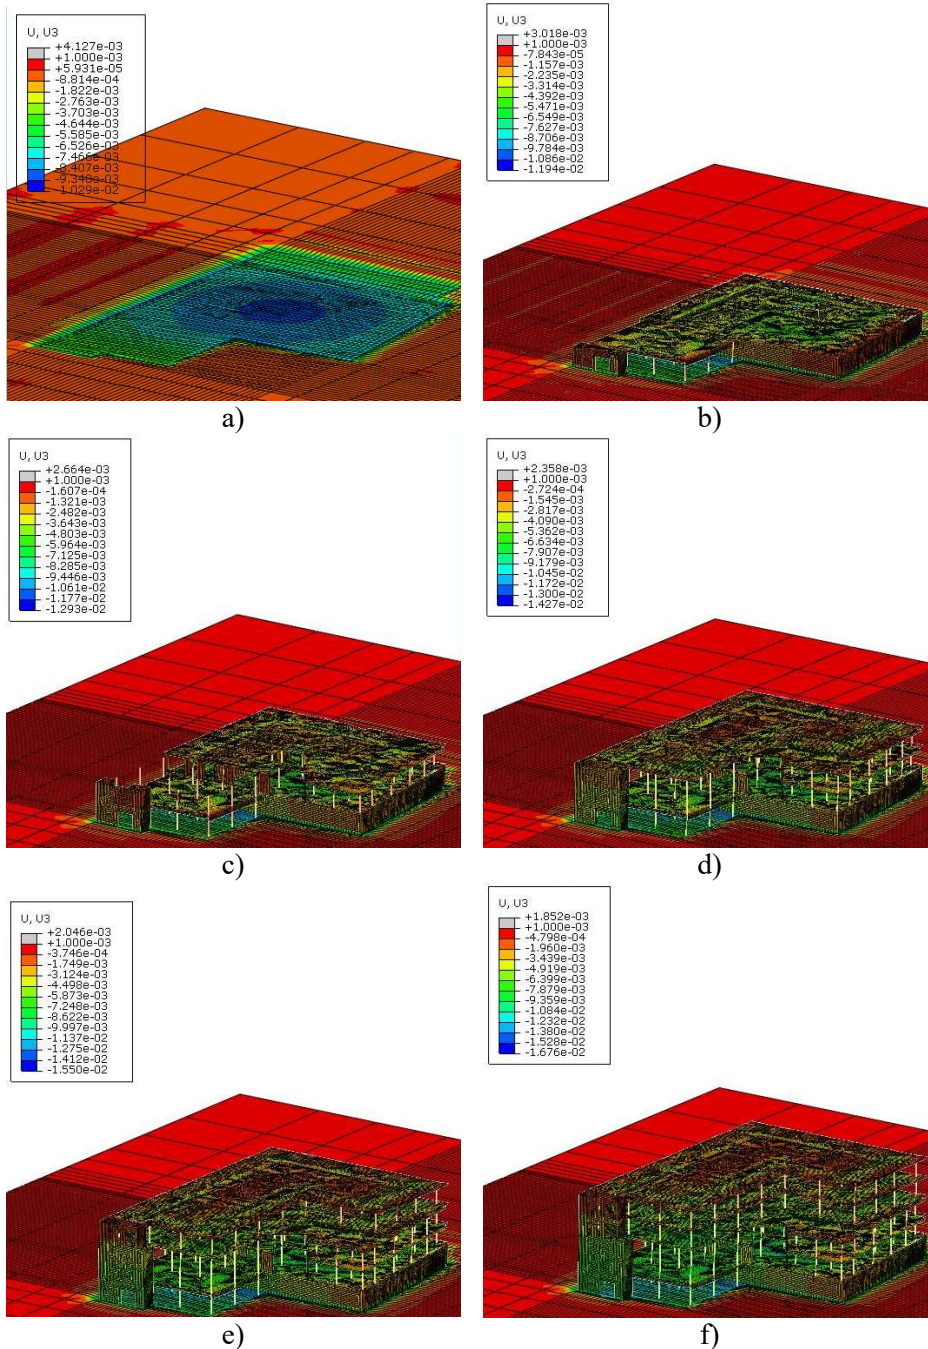 U, U3
+4.127e-03
+1.000e-03
+5.931e-05
-8.814e-04
-1.822e-03
-2.763e-03
-3.703e-03
-4.644e-03
-5.585e-03
-6.526e-03
-7.466e-03
-8.407e-03
-9.348e-03
-1.029e-02
a)
U, U3
+3.018e-03
+1.000e-03
-7.843e-05
-1.157e-03
-2.235e-03
-3.314e-03
-4.392e-03
-5.471e-03
-6.549e-03
-7.627e-03
-8.706e-03
-9.784e-03
-1.086e-02
-1.194e-02
b)
U, U3
+2.664e-03
+1.000e-03
-1.607e-04
-1.321e-03
-2.482e-03
-3.643e-03
-4.803e-03
-5.964e-03
-7.125e-03
-8.285e-03
-9.446e-03
-1.061e-02
-1.177e-02
-1.293e-02
c)
U, U3
+2.358e-03
+1.000e-03
-2.724e-04
-1.545e-03
-2.817e-03
-4.090e-03
-5.362e-03
-6.634e-03
-7.907e-03
-9.179e-03
-1.045e-02
-1.172e-02
-1.300e-02
-1.427e-02
d)
U, U3
+2.046e-03
+1.000e-03
-3.746e-04
-1.749e-03
-3.124e-03
-4.498e-03
-5.873e-03
-7.248e-03
-8.622e-03
-9.997e-03
-1.137e-02
-1.275e-02
-1.412e-02
-1.550e-02
e)
U, U3
+1.852e-03
+1.000e-03
-4.798e-04
-1.960e-03
-3.439e-03
-4.919e-03
-6.399e-03
-7.879e-03
-9.359e-03
-1.084e-02
-1.232e-02
-1.380e-02
-1.528e-02
-1.676e-02
f)